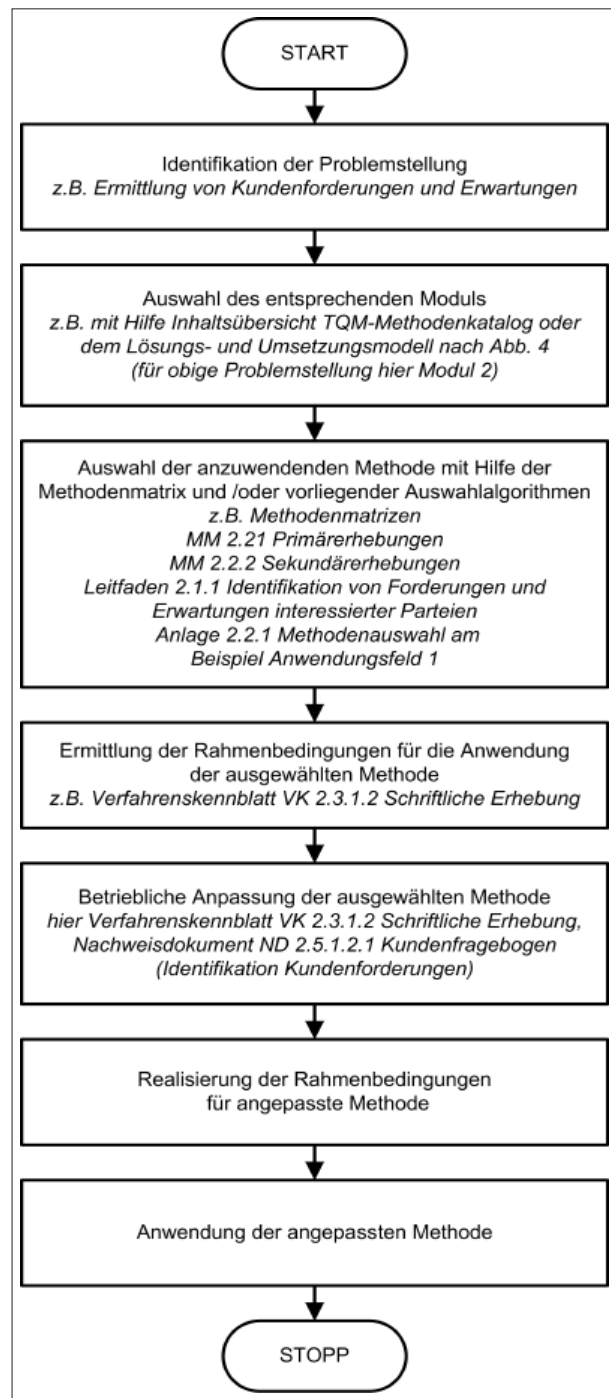 START
Identifikation der Problemstellung
z.B. Ermittlung von Kundenforderungen und Erwartungen
Auswahl des entsprechenden Moduls
z.B. mit Hilfe Inhaltsübersicht TQM-Methodenkatalog oder
dem Lösungs- und Umsetzungsmodell nach Abb. 4
(für obige Problemstellung hier Modul 2)
Auswahl der anzuwendenden Methode mit Hilfe der
Methodenmatrix und /oder vorliegender Auswahlalgorithmen
z.B. Methodenmatrizen
MM 2.21 Primärerhebungen
MM 2.2.2 Sekundärerhebungen
Leitfaden 2.1.1 Identifikation von Forderungen und
Erwartungen interessierter Parteien
Anlage 2.2.1 Methodenauswahl am
Beispiel Anwendungsfeld 1
Ermittlung der Rahmenbedingungen für die Anwendung
der ausgewählten Methode
z.B. Verfahrenskennblatt VK 2.3.1.2 Schriftliche Erhebung
Betriebliche Anpassung der ausgewählten Methode
hier Verfahrenskennblatt VK 2.3.1.2 Schriftliche Erhebung,
Nachweisdokument ND 2.5.1.2.1 Kundenfragebogen
(Identifikation Kundenforderungen)
Realisierung der Rahmenbedingungen
für angepasste Methode
Anwendung der angepassten Methode
STOPP